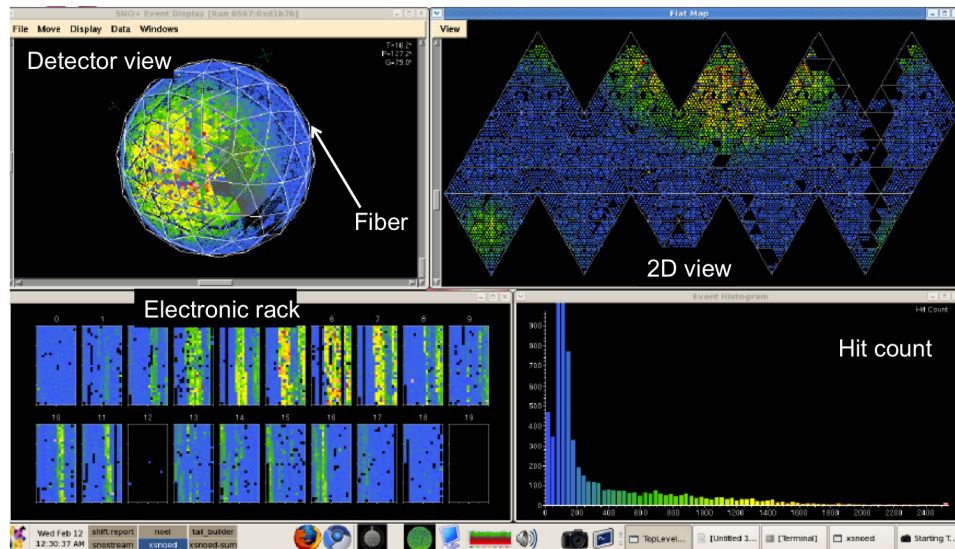 SNO+ Event Display [Run 6567:0xd1b7b]
File Move Display Data Windows
T=10.2°
P=127.2°
G=79.0°
Detector view
Fiber
Flat Map
View
2D view
Electronic rack
0 1 6 7 8 9
10 11 12 13 14 15 16 17 18 19
Event Histogram
Hit Count
Hit count
900
800
700
600
500
400
300
200
100
0
0 200 400 600 800 1000 1200 1400 1600 1800 2000 2200 2400
Wed Feb 12
12:30:37 AM
shift report noel tail_builder
snostream xsnoed xsnoed-sum
TopLevel... [Untitled 1... [Terminal] xsnoed Starting T...